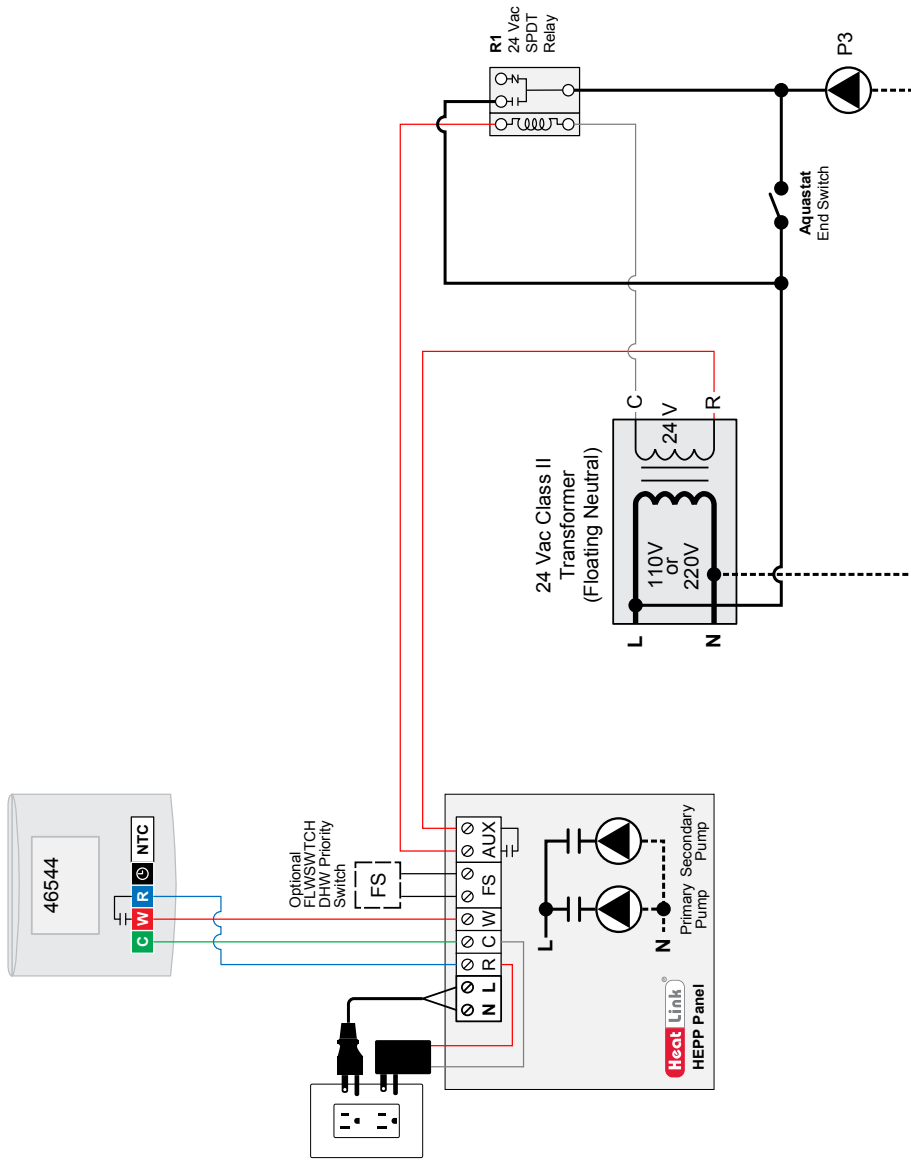 46544
C
W
R
NTC
Optional
FLWSWTCH
DHW Priority
Switch
FS
N
L
R
C
W
FS
AUX
L
N
Primary
Pump
Secondary
Pump
Heat Link
HEPP Panel
24 Vac Class II
Transformer
(Floating Neutral)
L
N
110V
or
220V
24 V
C
R
R1
24 Vac
SPDT
Relay
Aquastat
End Switch
P3